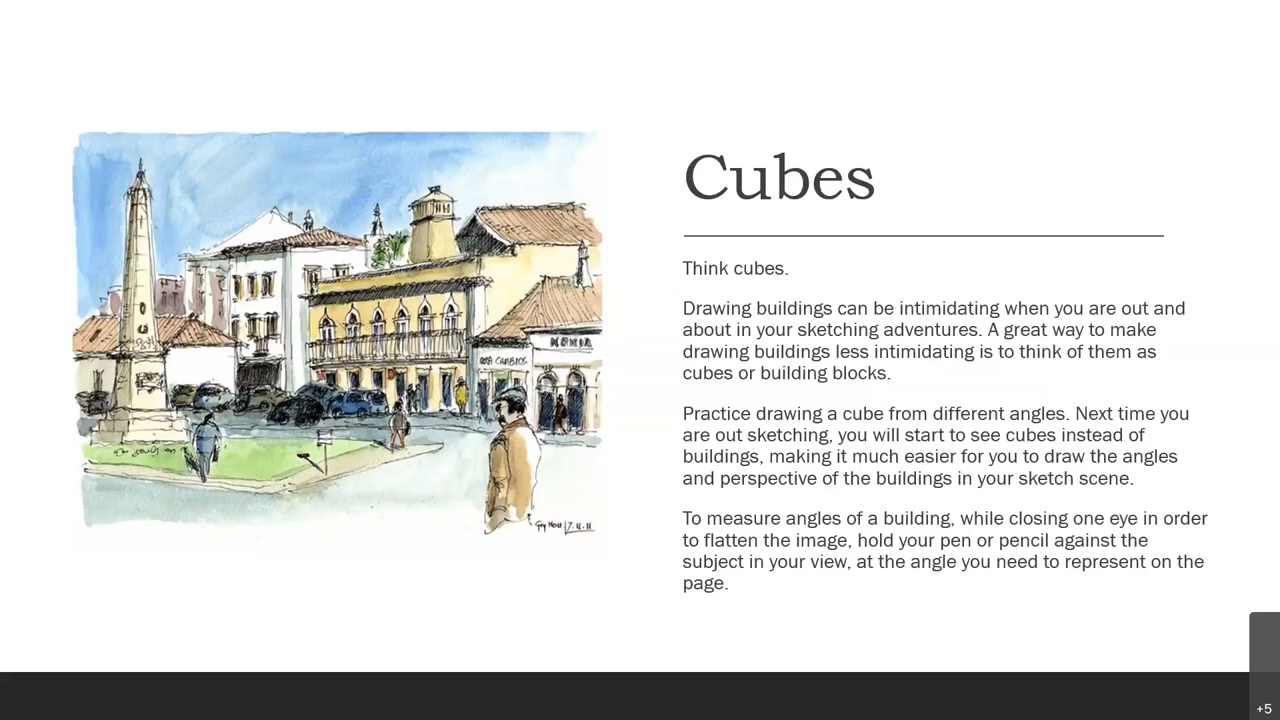 Cubes
Think cubes.
Drawing buildings can be intimidating when you are out and
about in your sketching adventures. A great way to make
drawing buildings less intimidating is to think of them as
cubes or building blocks.
Practice drawing a cube from different angles. Next time you
are out sketching, you will start to see cubes instead of
buildings, making it much easier for you to draw the angles
and perspective of the buildings in your sketch scene.
To measure angles of a building, while closing one eye in order
to flatten the image, hold your pen or pencil against the
subject in your view, at the angle you need to represent on the
page.
CAMBIOS
+5